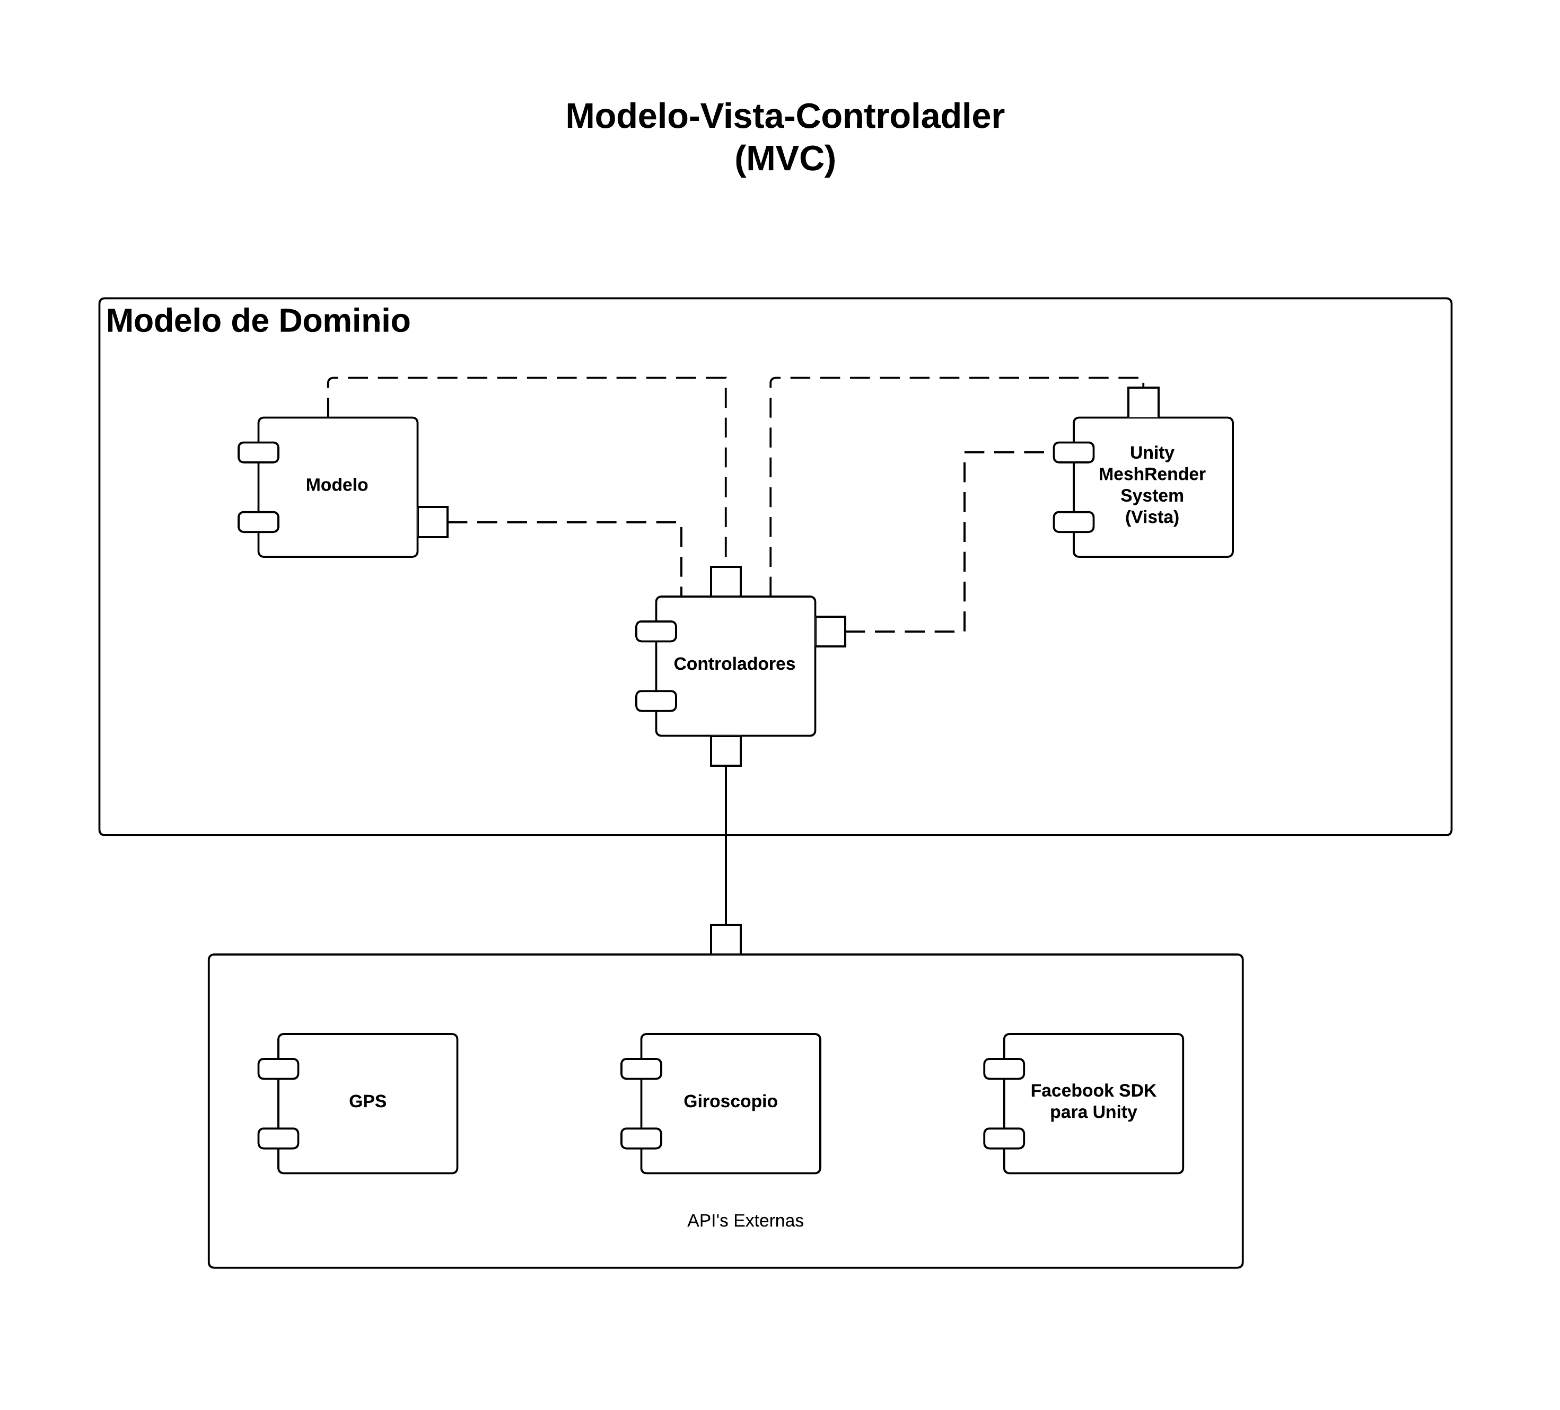 Modelo-Vista-Controladler
(MVC)
Modelo de Dominio
Modelo
Unity
MeshRender
System
(Vista)
Controladores
GPS
Giroscopio
Facebook SDK
para Unity
API's Externas